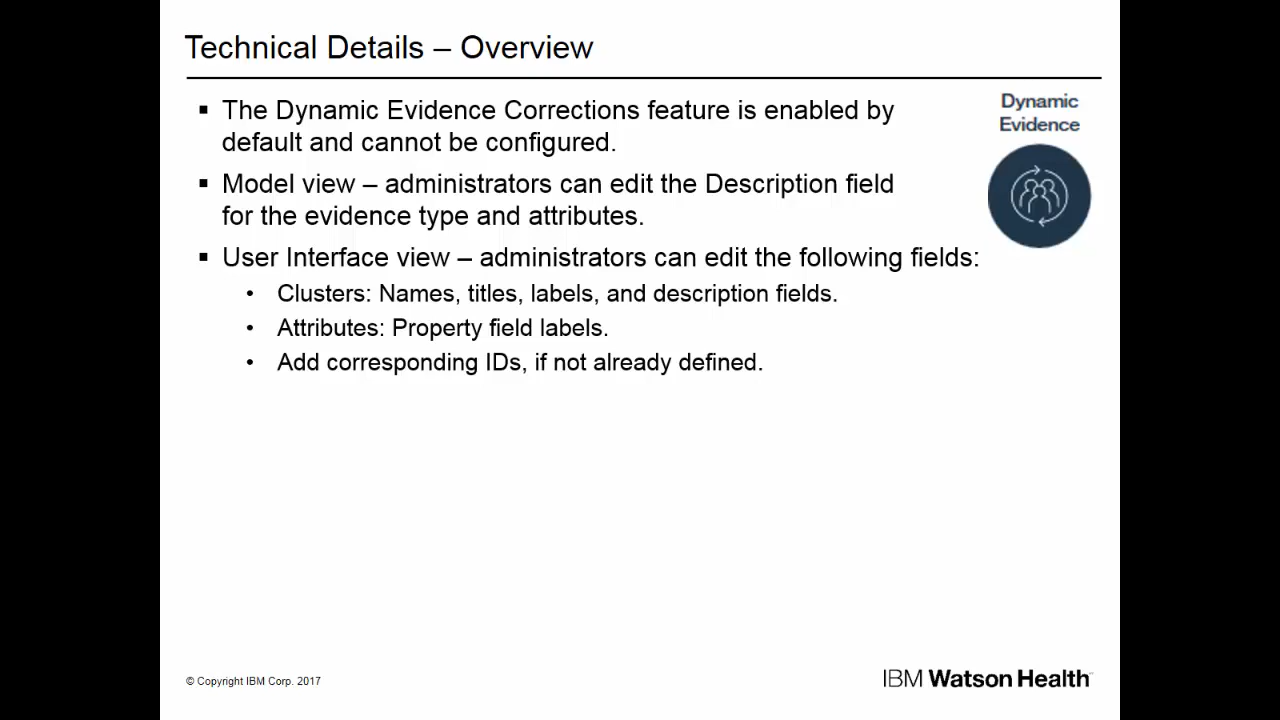 Technical Details – Overview
Dynamic
Evidence
▪ The Dynamic Evidence Corrections feature is enabled by
default and cannot be configured.
▪ Model view – administrators can edit the Description field
for the evidence type and attributes.
▪ User Interface view – administrators can edit the following fields:
• Clusters: Names, titles, labels, and description fields.
• Attributes: Property field labels.
• Add corresponding IDs, if not already defined.
© Copyright IBM Corp. 2017
IBM Watson Health